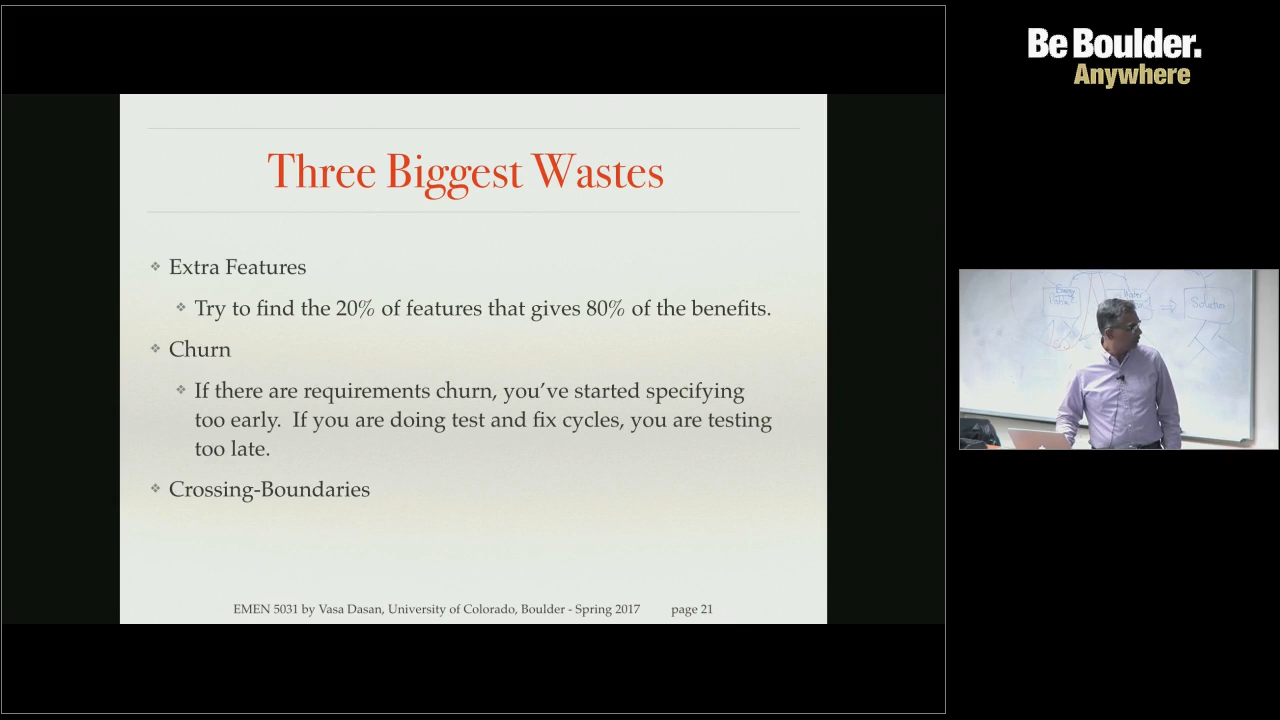 Three Biggest Wastes
❖ Extra Features
❖ Try to find the 20% of features that gives 80% of the benefits.
❖ Churn
❖ If there are requirements churn, you’ve started specifying
too early.  If you are doing test and fix cycles, you are testing
too late.
❖ Crossing-Boundaries
EMEN 5031 by Vasa Dasan, University of Colorado, Boulder - Spring 2017 page 21
Be Boulder.
Anywhere
Energy
Water
Solution